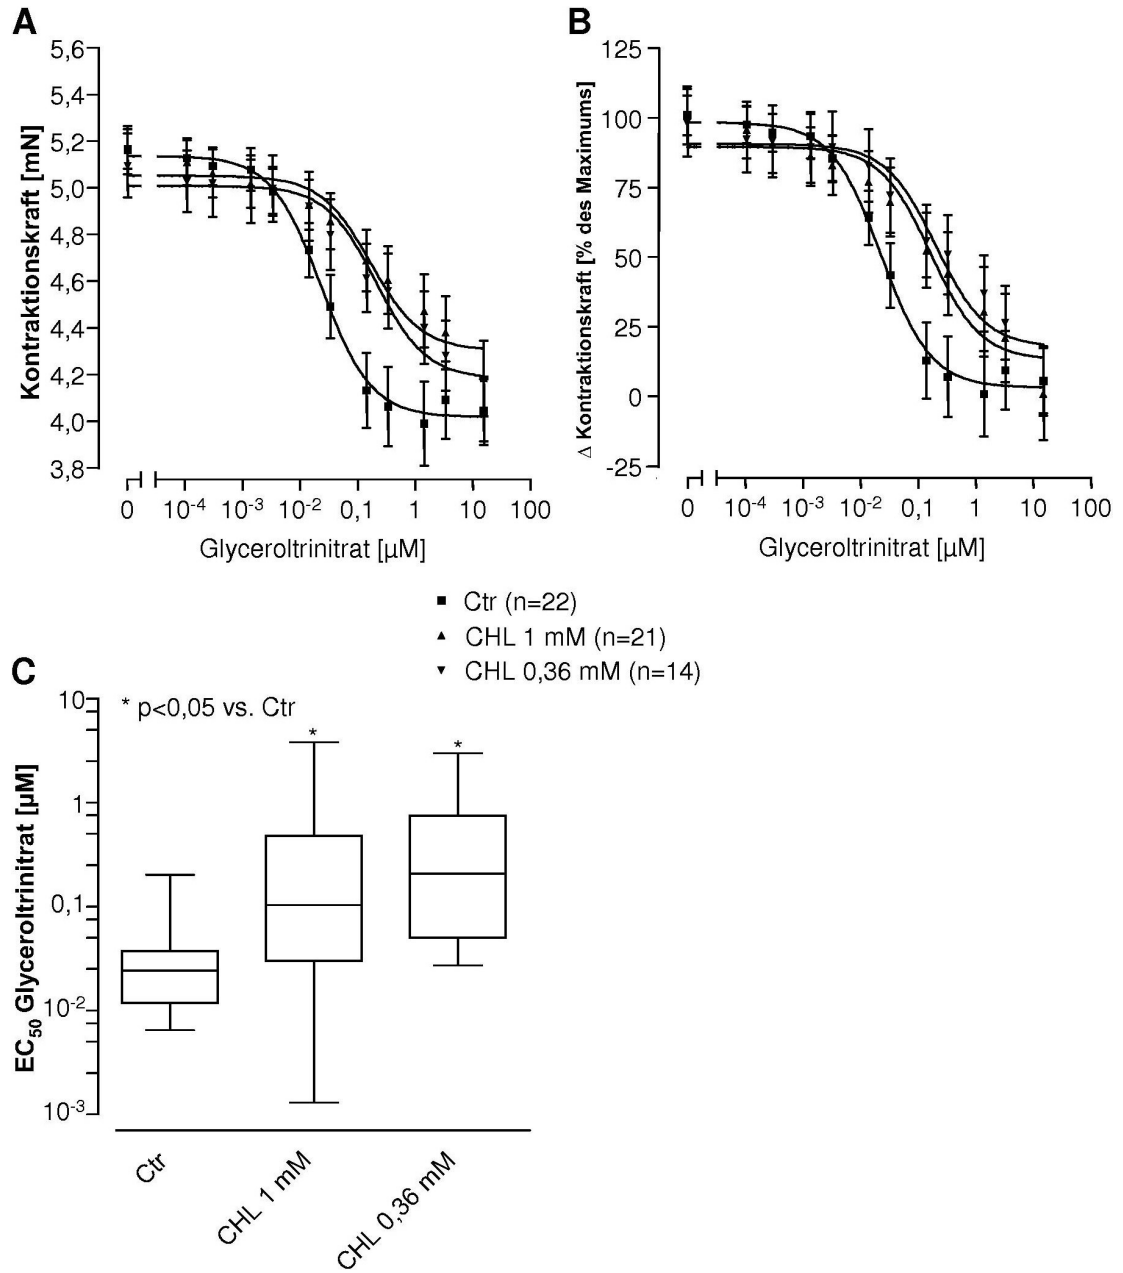 A
Kontraktionskraft [mN]
5,6
5,4
5,2
5,0
4,8
4,6
4,4
4,2
4,0
3,8
0 10-4 10-3 10-2 0,1 1 10 100
Glyceroltrinitrat [µM]
B
Δ Kontraktionskraft [% des Maximums]
125
100
75
50
25
0
-25
0 10-4 10-3 10-2 0,1 1 10 100
Glyceroltrinitrat [µM]
Ctr (n=22)
CHL 1 mM (n=21)
CHL 0,36 mM (n=14)
C
EC50 Glyceroltrinitrat [µM]
10
1
0,1
10-2
10-3
* p<0,05 vs. Ctr
*
*
Ctr
CHL 1 mM
CHL 0,36 mM